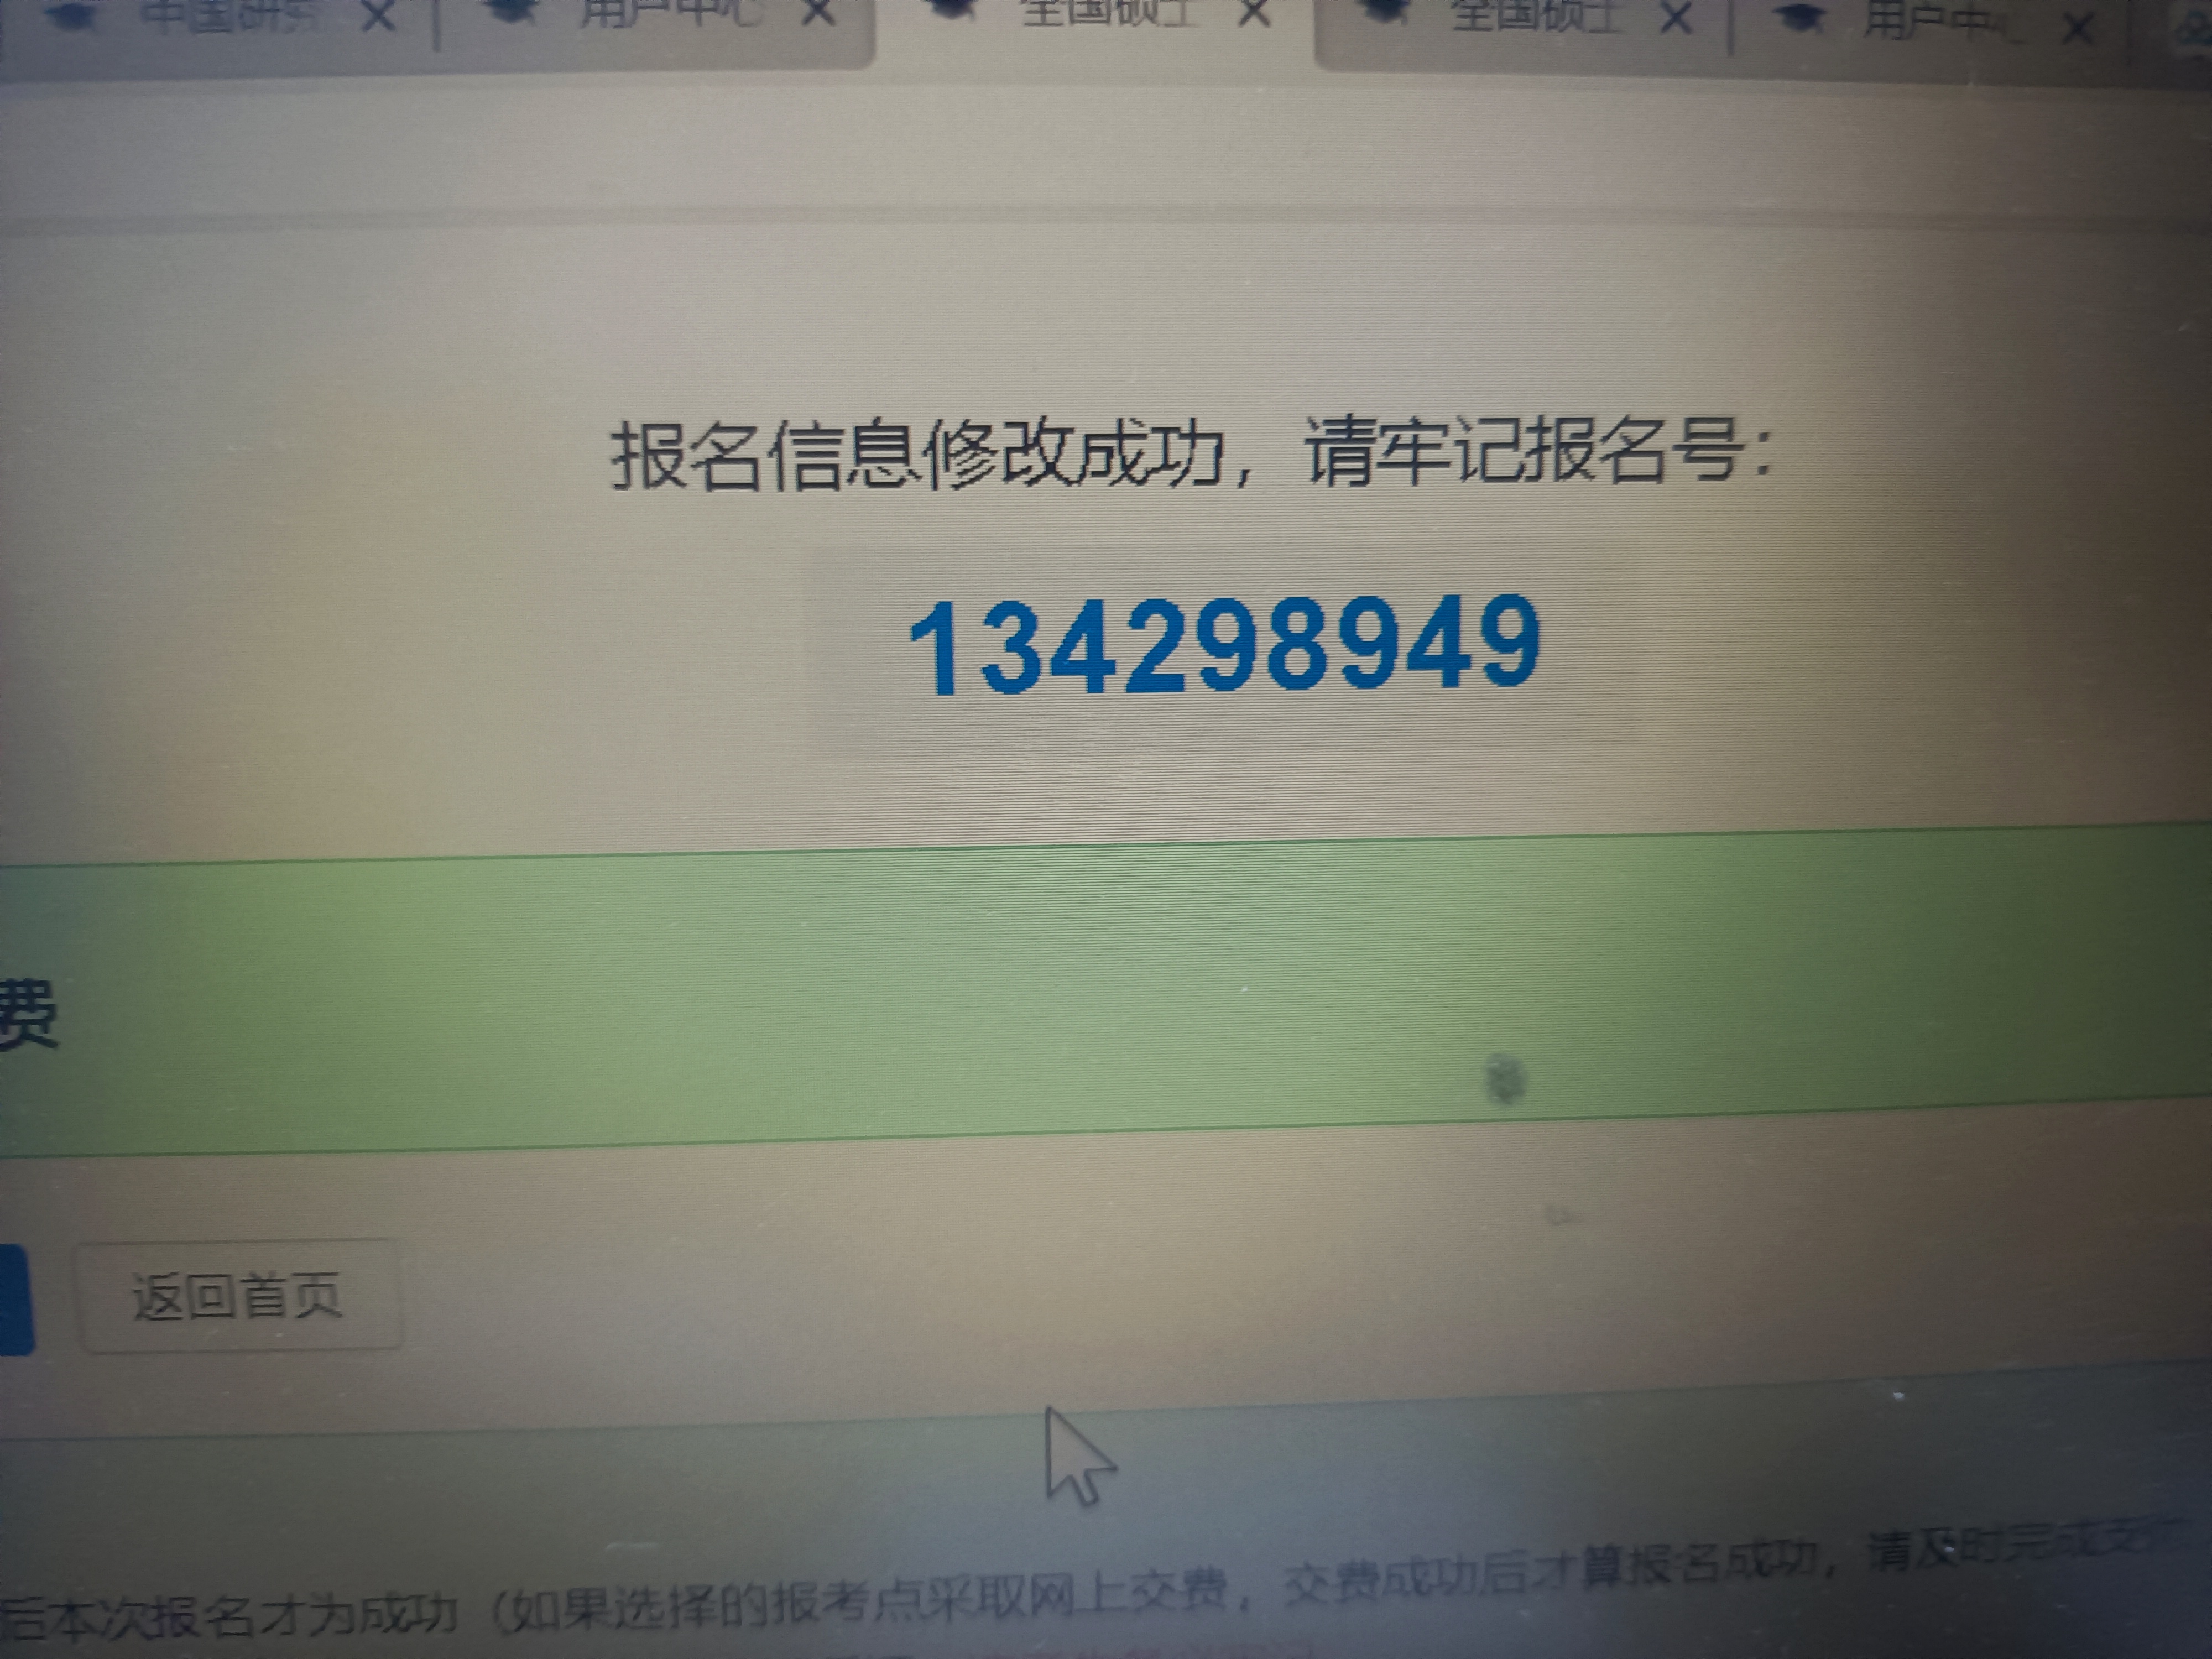 中国研究
用户中心
全国硕士
全国硕士
用户中心
报名信息修改成功，请牢记报名号：
134298949
费
返回首页
后本次报名才为成功（如果选择的报考点采取网上交费，交费成功后才算报名成功，请及时完成支付